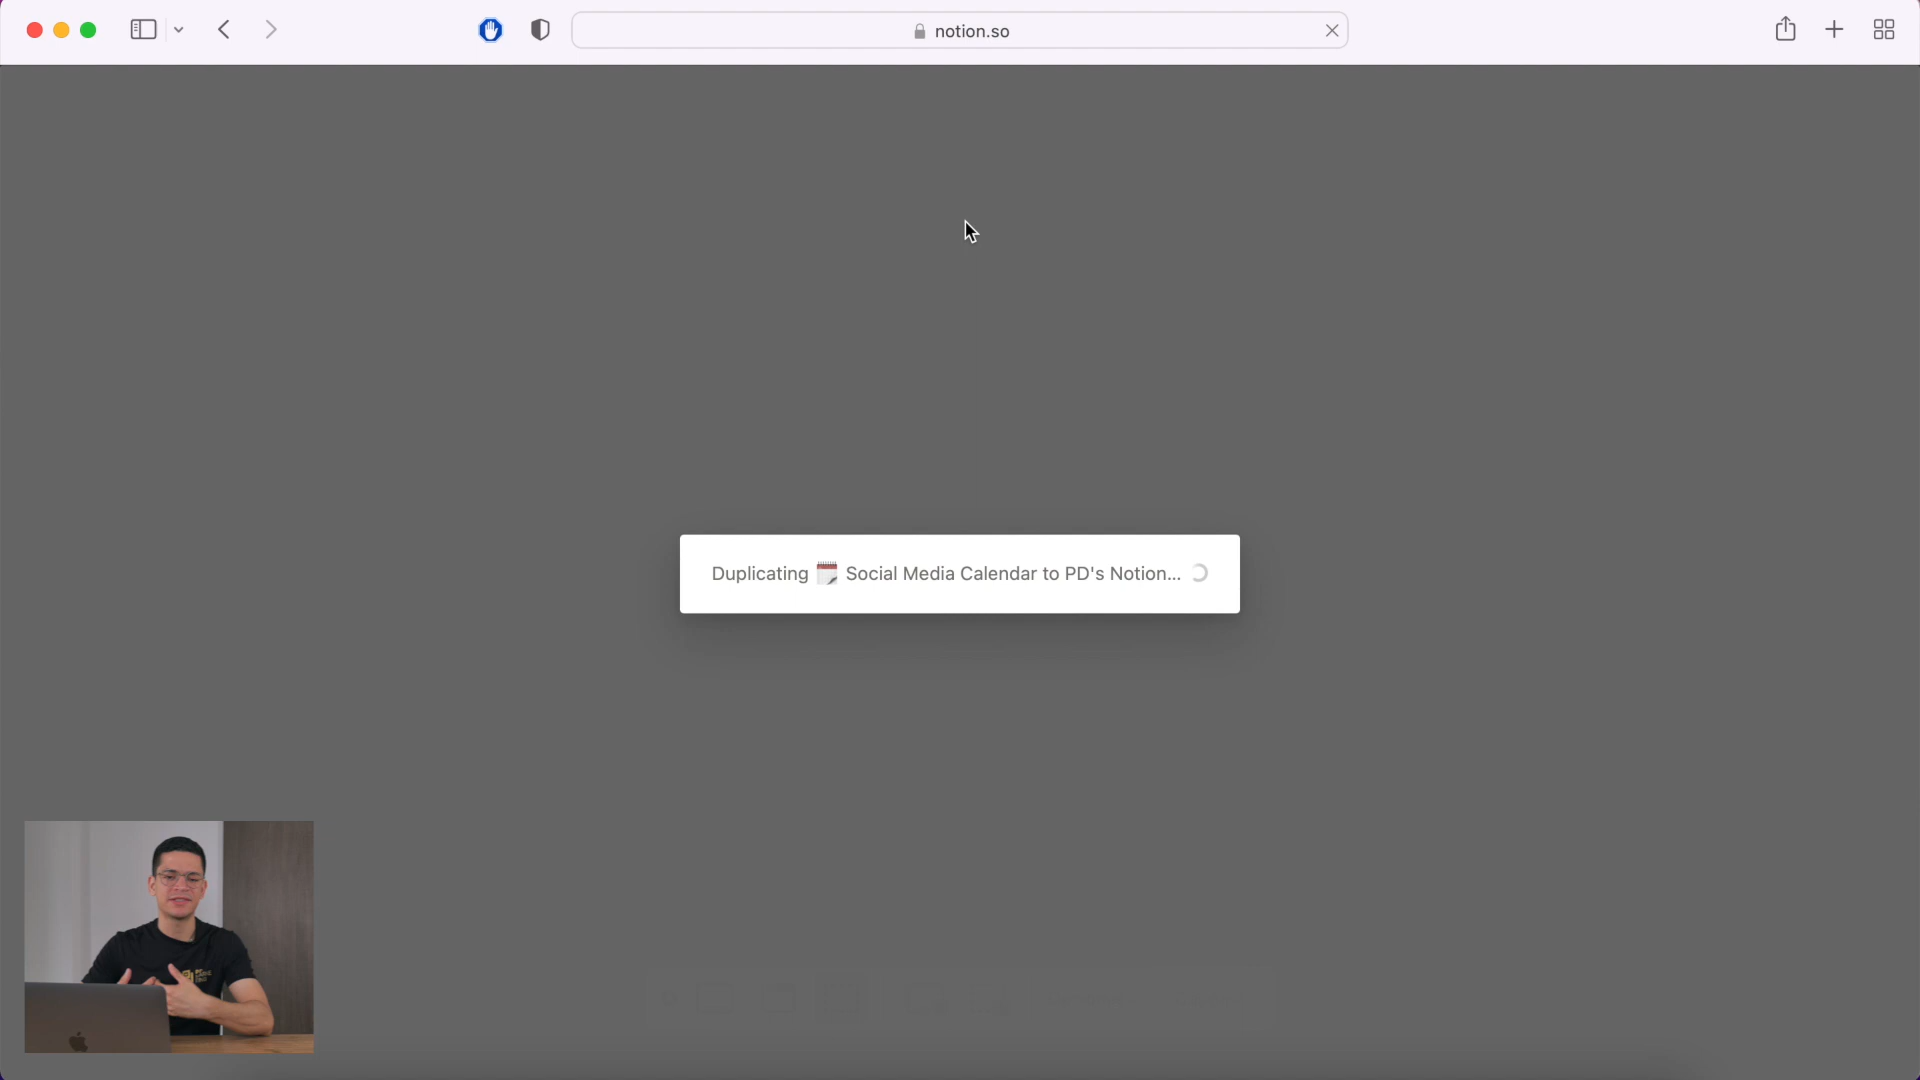 notion.so
Duplicating 🗓️ Social Media Calendar to PD's Notion...